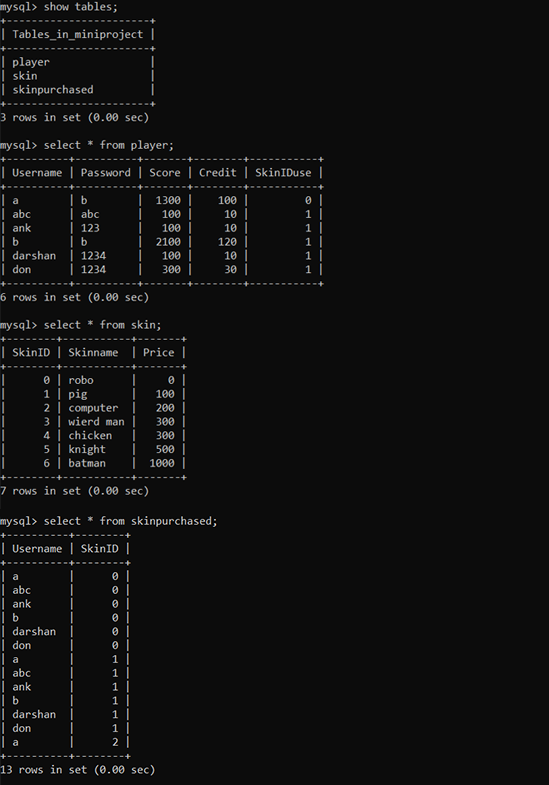 mysql> show tables;
+----------------------+
| Tables_in_miniproject |
+----------------------+
| player               |
| skin                 |
| skinpurchased        |
+----------------------+
3 rows in set (0.00 sec)

mysql> select * from player;
+----------+----------+-------+--------+-----------+
| Username | Password | Score | Credit | SkinIDuse |
+----------+----------+-------+--------+-----------+
| a        | b        |  1300 |    100 |         0 |
| abc      | abc      |   100 |     10 |         1 |
| ank      | 123      |   100 |     10 |         1 |
| b        | b        |  2100 |    120 |         1 |
| darshan  | 1234     |   100 |     10 |         1 |
| don      | 1234     |   300 |     30 |         1 |
+----------+----------+-------+--------+-----------+
6 rows in set (0.00 sec)

mysql> select * from skin;
+--------+-----------+-------+
| SkinID | Skinname  | Price |
+--------+-----------+-------+
|      0 | robo      |     0 |
|      1 | pig       |   100 |
|      2 | computer  |   200 |
|      3 | wierd man |   300 |
|      4 | chicken   |   300 |
|      5 | knight    |   500 |
|      6 | batman    |  1000 |
+--------+-----------+-------+
7 rows in set (0.00 sec)

mysql> select * from skinpurchased;
+----------+--------+
| Username | SkinID |
+----------+--------+
| a        |      0 |
| abc      |      0 |
| ank      |      0 |
| b        |      0 |
| darshan  |      0 |
| don      |      0 |
| a        |      1 |
| abc      |      1 |
| ank      |      1 |
| b        |      1 |
| darshan  |      1 |
| don      |      1 |
| a        |      2 |
+----------+--------+
13 rows in set (0.00 sec)